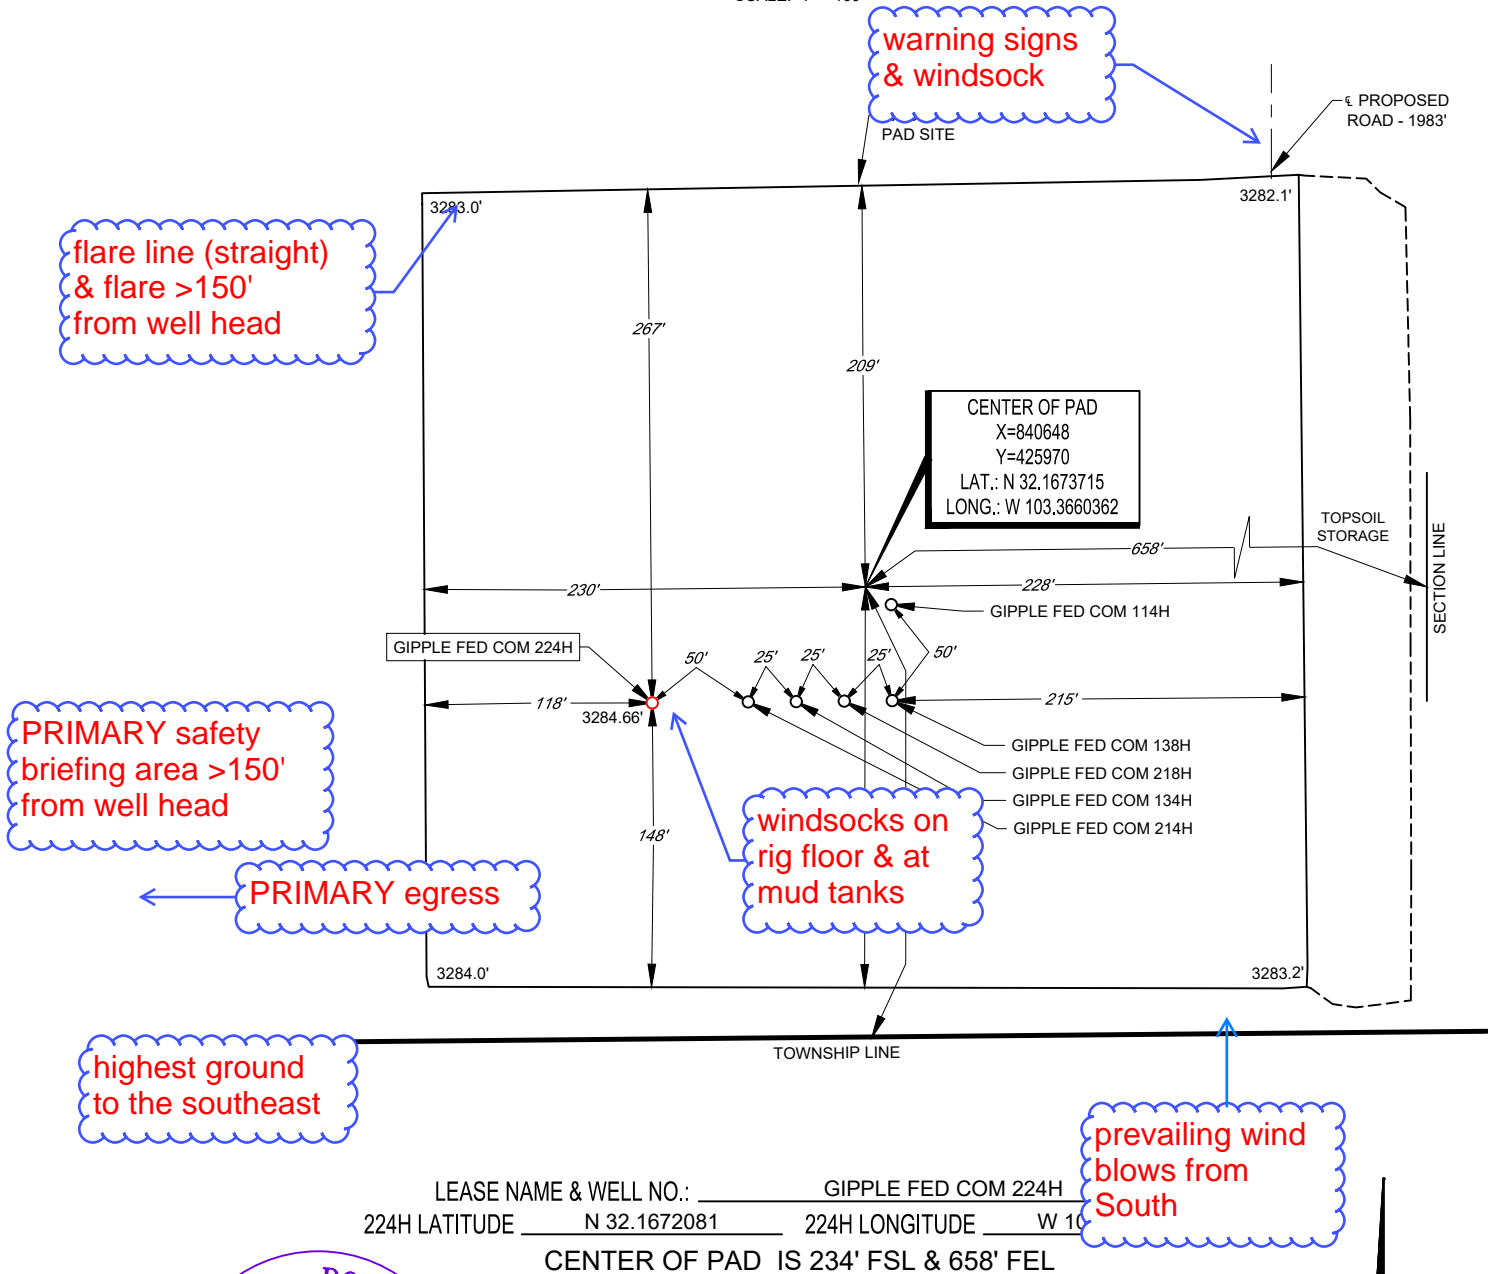 warning signs
& windsock
℄ PROPOSED
ROAD - 1983'
PAD SITE
3283.0'
3282.1'
flare line (straight)
& flare >150'
from well head
267'
209'
CENTER OF PAD
X=840648
Y=425970
LAT.: N 32.1673715
LONG.: W 103.3660362
TOPSOIL
STORAGE
SECTION LINE
658'
230'
228'
GIPPLE FED COM 114H
GIPPLE FED COM 224H
50'
25'
25'
25'
50'
118'
3284.66'
215'
PRIMARY safety
briefing area >150'
from well head
GIPPLE FED COM 138H
GIPPLE FED COM 218H
GIPPLE FED COM 134H
GIPPLE FED COM 214H
windsocks on
rig floor & at
mud tanks
148'
PRIMARY egress
3284.0'
3283.2'
TOWNSHIP LINE
highest ground
to the southeast
prevailing wind
blows from
South
LEASE NAME & WELL NO.: GIPPLE FED COM 224H
224H LATITUDE N 32.1672081 224H LONGITUDE W 10
CENTER OF PAD IS 234' FSL & 658' FEL